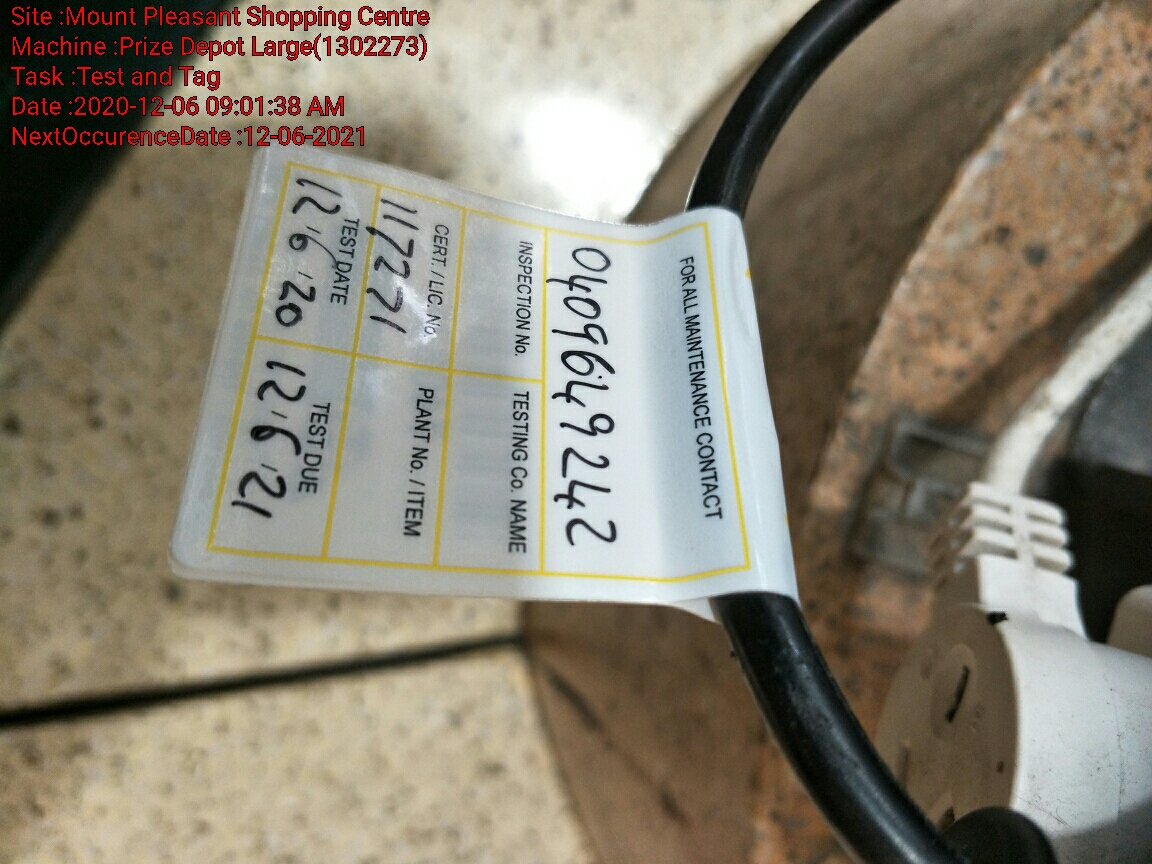 Site :Mount Pleasant Shopping Centre
Machine :Prize Depot Large(1302273)
Task :Test and Tag
Date :2020-12-06 09:01:38 AM
NextOccurenceDate :12-06-2021
FOR ALL MAINTENANCE CONTACT
0409649242
INSPECTION No.
TESTING Co. NAME
CERT. / LIC. No.
117271
PLANT No. / ITEM
TEST DATE
12.6.20
TEST DUE
12.6.21